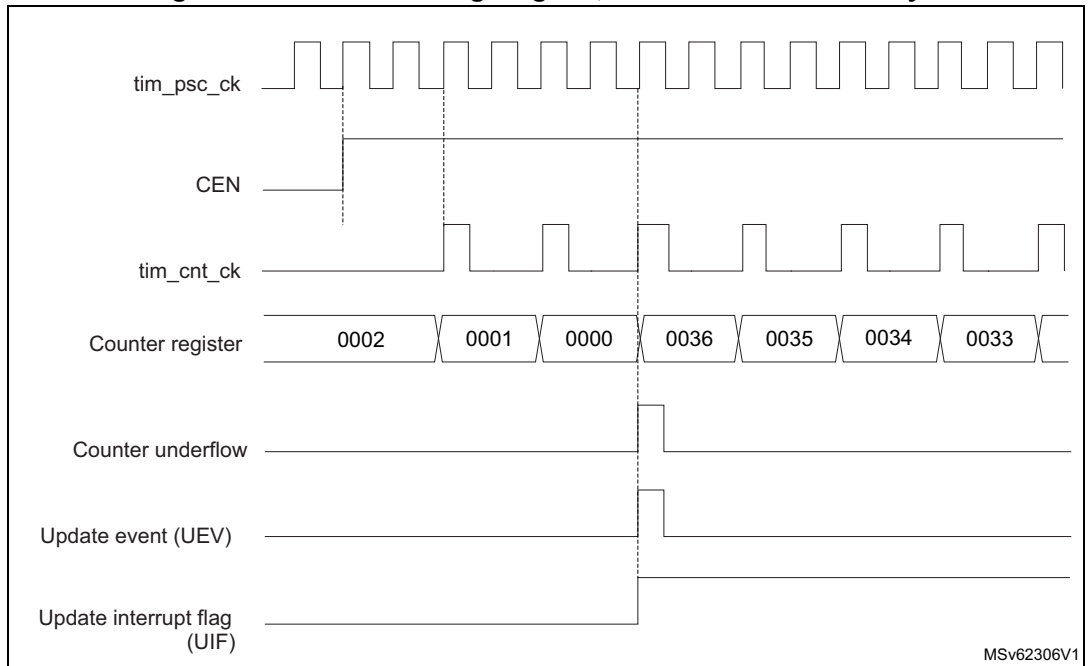 tim_psc_ck
CEN
tim_cnt_ck
Counter register
0002
0001
0000
0036
0035
0034
0033
Counter underflow
Update event (UEV)
Update interrupt flag
(UIF)
MSv62306V1